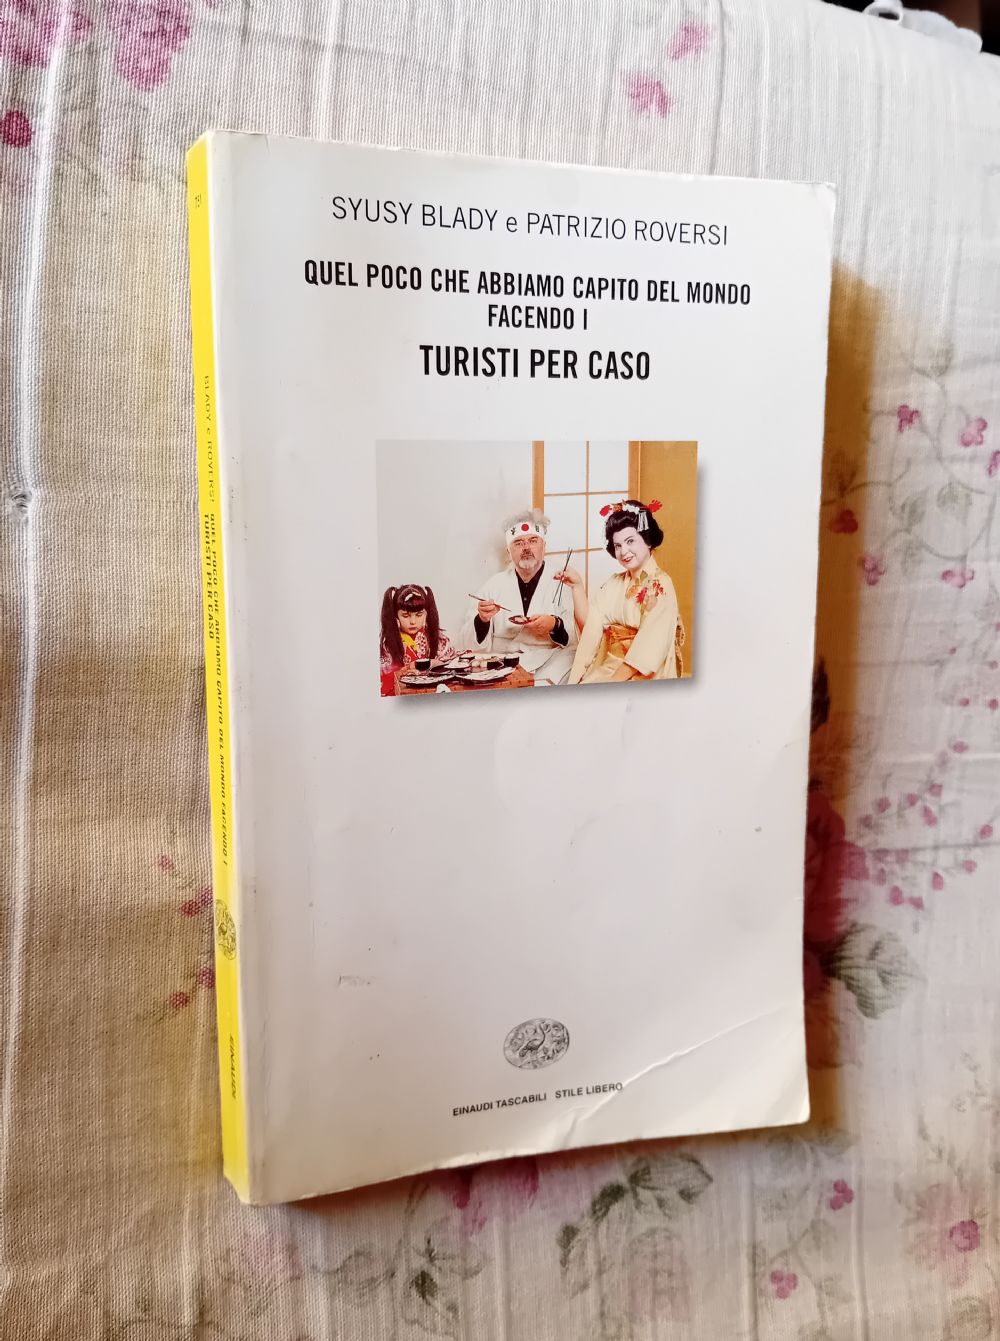 SYUSY BLADY e PATRIZIO ROVERSI
QUEL POCO CHE ABBIAMO CAPITO DEL MONDO
FACENDO I
TURISTI PER CASO
EINAUDI TASCABILI STILE LIBERO
BLADY e ROVERSI QUEL POCO CHE ABBIAMO CAPITO DEL MONDO FACENDO I
TURISTI PER CASO
EINAUDI